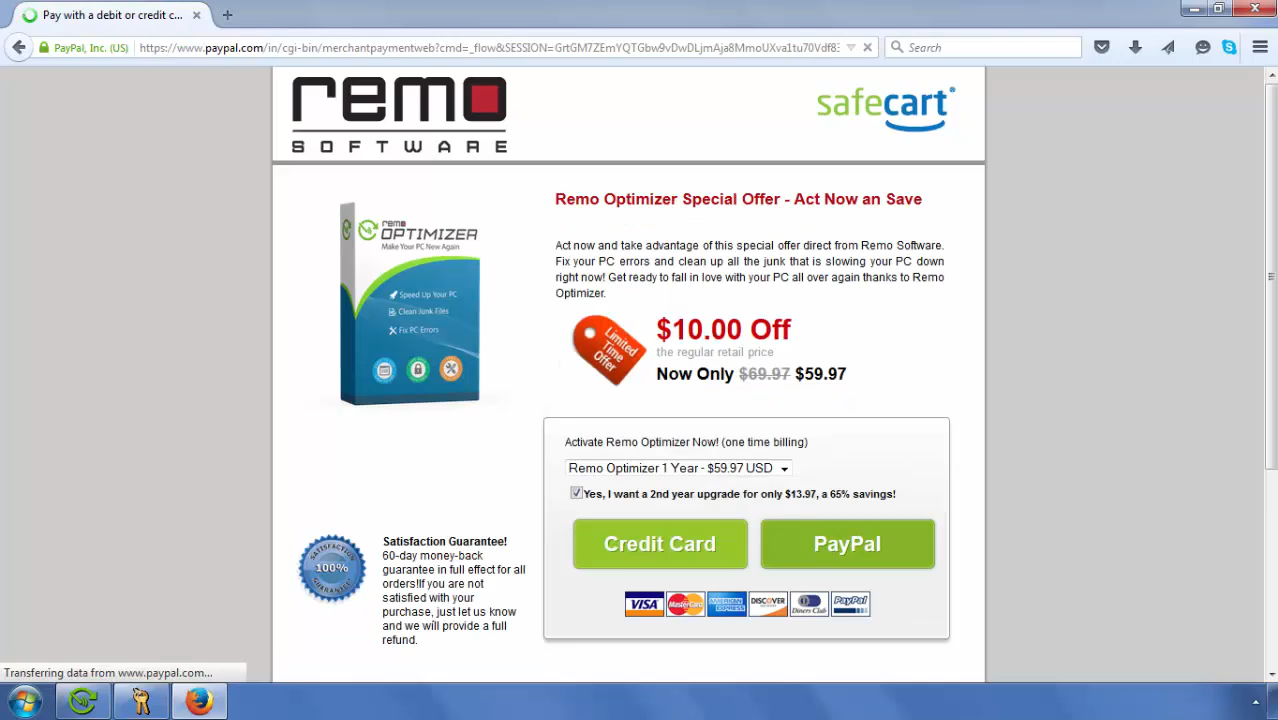 Pay with a debit or credit c...
PayPal, Inc. (US)
https://www.paypal.com/in/cgi-bin/merchantpaymentweb?cmd=_flow&SESSION=
Search
remo
SOFTWARE
safecart
Remo Optimizer Special Offer - Act Now an Save
Act now and take advantage of this special offer direct from Remo Software.
Fix your PC errors and clean up all the junk that is slowing your PC down
right now! Get ready to fall in love with your PC all over again thanks to Remo
Optimizer.
remo
OPTIMIZER
Make Your PC New Again
Speed Up Your PC
Clean Junk Files
Fix PC Errors
Limited
Time
Offer
$10.00 Off
the regular retail price
Now Only $69.97 $59.97
Activate Remo Optimizer Now! (one time billing)
Remo Optimizer 1 Year - $59.97 USD
Yes, I want a 2nd year upgrade for only $13.97, a 65% savings!
Credit Card
PayPal
VISA
MasterCard
AMERICAN
EXPRESS
DISCOVER
Diners Club
PayPal
SATISFACTION
100%
GUARANTEE
Satisfaction Guarantee!
60-day money-back
guarantee in full effect for all
orders!If you are not
satisfied with your
purchase, just let us know
and we will provide a full
refund.
Transferring data from www.paypal.com...